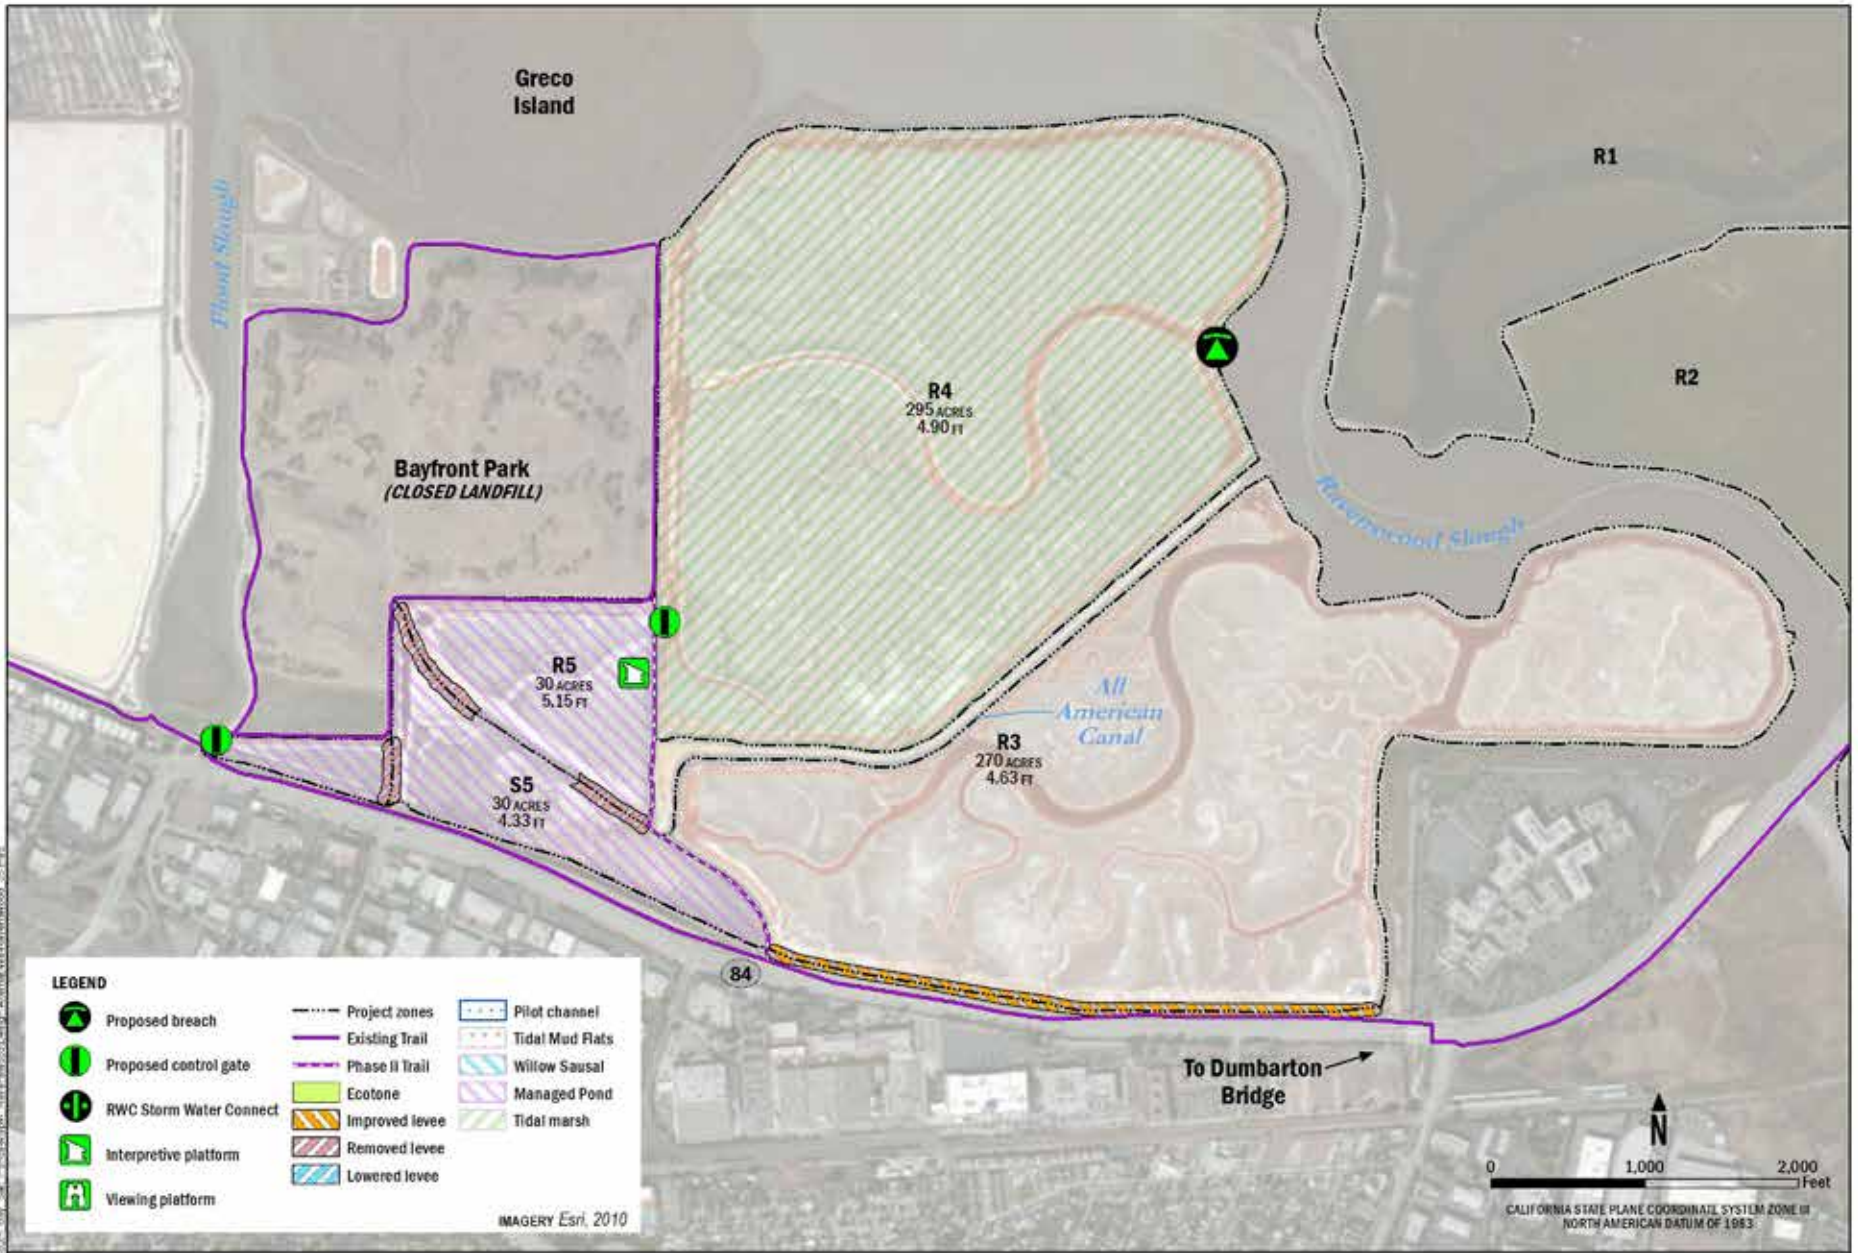 Greco
Island
R1
Flood Slough
R2
R4
295 ACRES
4.90 FT
Bayfront Park
(CLOSED LANDFILL)
Ravenswood Slough
R5
30 ACRES
5.15 FT
All
American
Canal
R3
270 ACRES
4.63 FT
S5
30 ACRES
4.33 FT
84
To Dumbarton
Bridge
LEGEND
Proposed breach
Proposed control gate
RWC Storm Water Connect
Interpretive platform
Viewing platform
Project zones
Existing Trail
Phase II Trail
Ecotone
Improved levee
Removed levee
Lowered levee
Pilot channel
Tidal Mud Flats
Willow Sausal
Managed Pond
Tidal marsh
IMAGERY Esri, 2010
N
0 1,000 2,000
Feet
CALIFORNIA STATE PLANE COORDINATE SYSTEM ZONE III
NORTH AMERICAN DATUM OF 1983